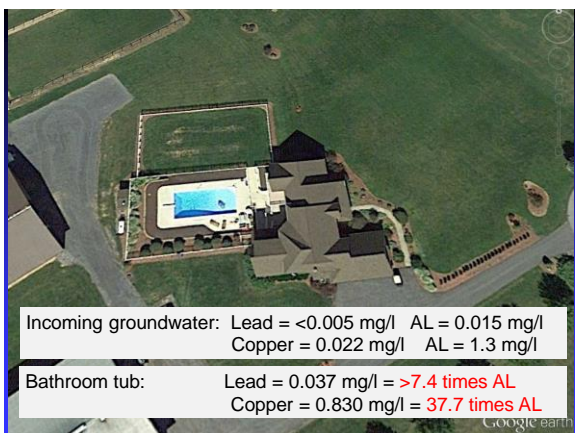 Incoming groundwater: Lead = <0.005 mg/l AL = 0.015 mg/l
Copper = 0.022 mg/l AL = 1.3 mg/l
Bathroom tub: Lead = 0.037 mg/l = >7.4 times AL
Copper = 0.830 mg/l = 37.7 times AL
Google earth